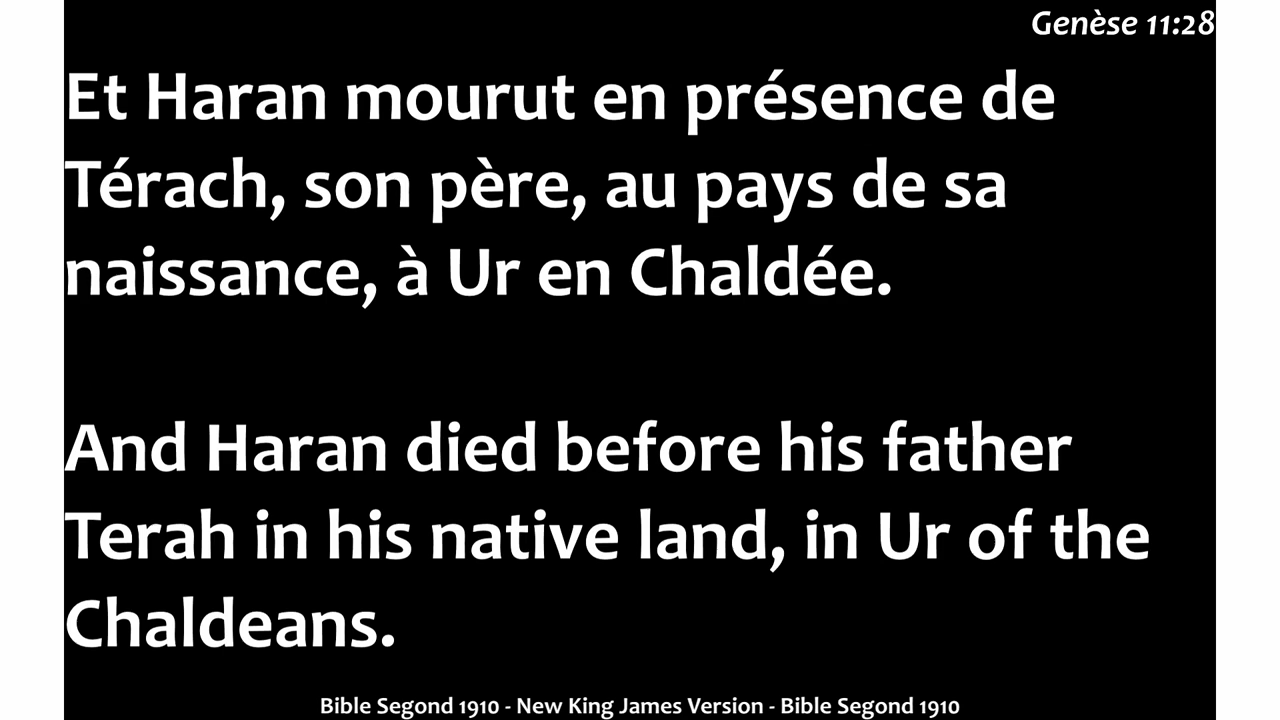 Genèse 11:28
Et Haran mourut en présence de
Térach, son père, au pays de sa
naissance, à Ur en Chaldée.
And Haran died before his father
Terah in his native land, in Ur of the
Chaldeans.
Bible Segond 1910 - New King James Version - Bible Segond 1910